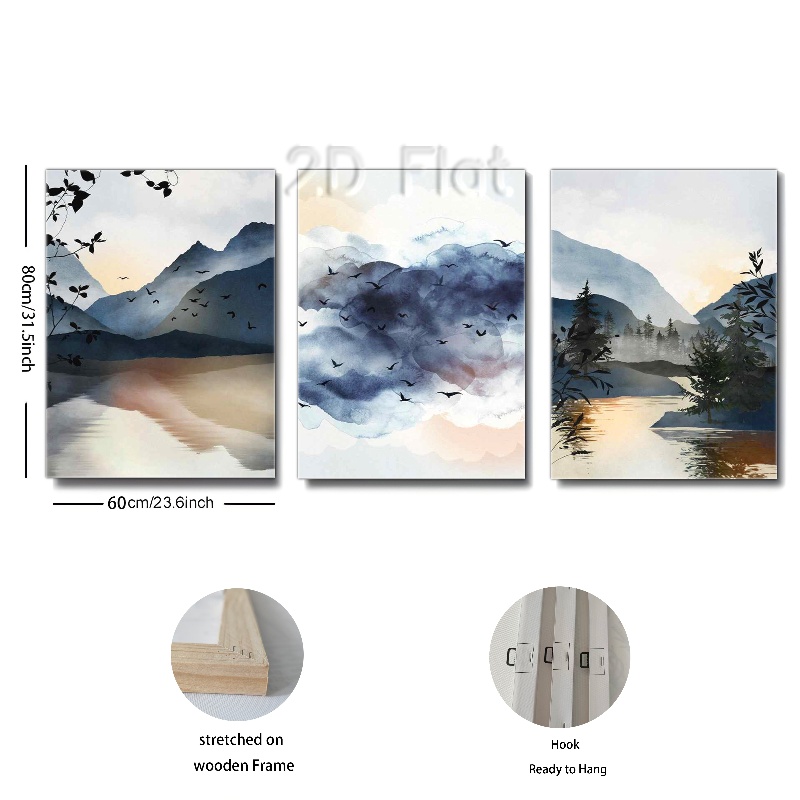 2D Flat
80cm/31.5inch
60cm/23.6inch
stretched on
wooden Frame
Hook
Ready to Hang